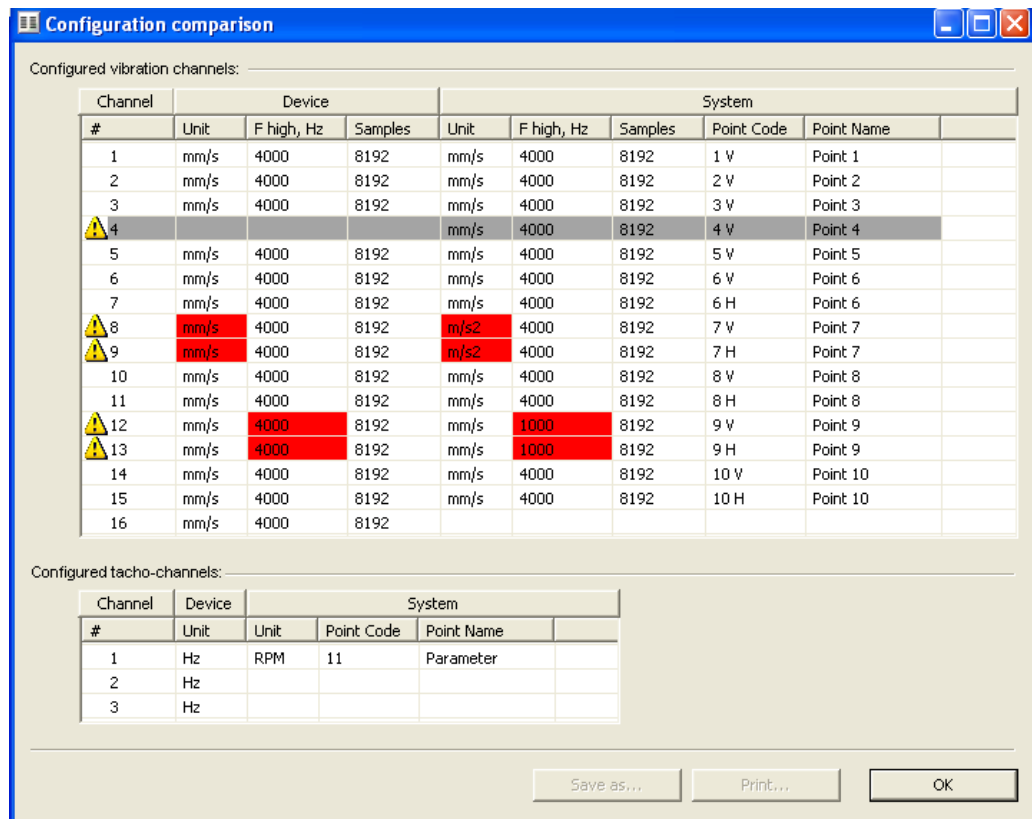 Configuration comparison
Configured vibration channels:
Channel Device System
# Unit F high, Hz Samples Unit F high, Hz Samples Point Code Point Name
1 mm/s 4000 8192 mm/s 4000 8192 1 V Point 1
2 mm/s 4000 8192 mm/s 4000 8192 2 V Point 2
3 mm/s 4000 8192 mm/s 4000 8192 3 V Point 3
4 mm/s 4000 8192 4 V Point 4
5 mm/s 4000 8192 mm/s 4000 8192 5 V Point 5
6 mm/s 4000 8192 mm/s 4000 8192 6 V Point 6
7 mm/s 4000 8192 mm/s 4000 8192 6 H Point 6
8 mm/s 4000 8192 m/s2 4000 8192 7 V Point 7
9 mm/s 4000 8192 m/s2 4000 8192 7 H Point 7
10 mm/s 4000 8192 mm/s 4000 8192 8 V Point 8
11 mm/s 4000 8192 mm/s 4000 8192 8 H Point 8
12 mm/s 4000 8192 mm/s 1000 8192 9 V Point 9
13 mm/s 4000 8192 mm/s 1000 8192 9 H Point 9
14 mm/s 4000 8192 mm/s 4000 8192 10 V Point 10
15 mm/s 4000 8192 mm/s 4000 8192 10 H Point 10
16 mm/s 4000 8192
Configured tacho-channels:
Channel Device System
# Unit Unit Point Code Point Name
1 Hz RPM 11 Parameter
2 Hz
3 Hz
Save as... Print... OK